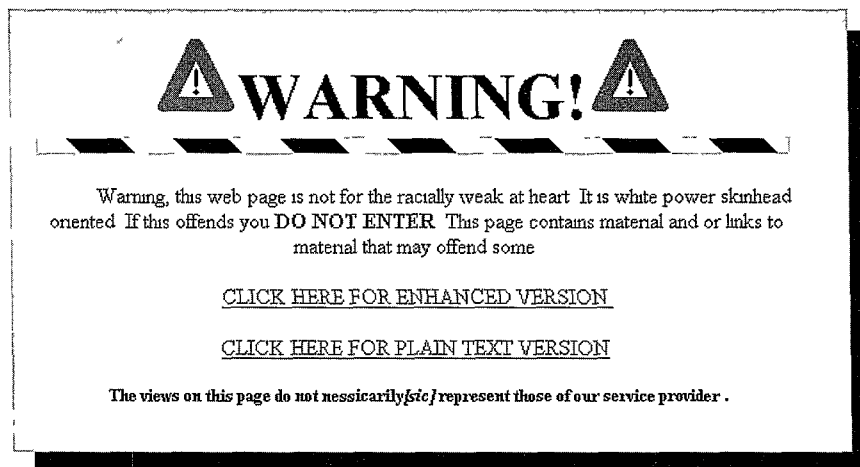 WARNING!
Warning, this web page is not for the racially weak at heart It is white power skinhead
oriented If this offends you DO NOT ENTER This page contains material and or links to
material that may offend some
CLICK HERE FOR ENHANCED VERSION
CLICK HERE FOR PLAIN TEXT VERSION
The views on this page do not nessicarily[sic] represent those of our service provider .